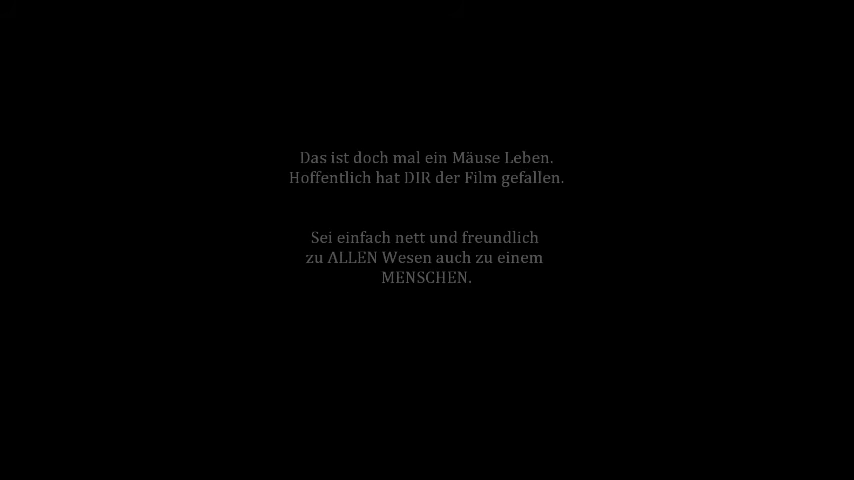 Das ist doch mal ein Mäuse Leben.
Hoffentlich hat DIR der Film gefallen.
Sei einfach nett und freundlich
zu ALLEN Wesen auch zu einem
MENSCHEN.